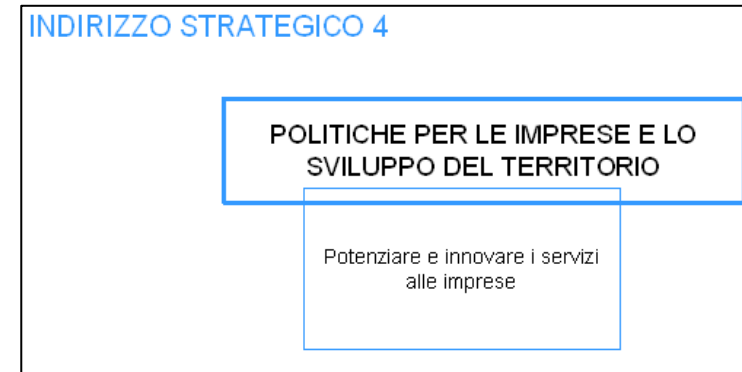 INDIRIZZO STRATEGICO 4
POLITICHE PER LE IMPRESE E LO
SVILUPPO DEL TERRITORIO
Potenziare e innovare i servizi
alle imprese